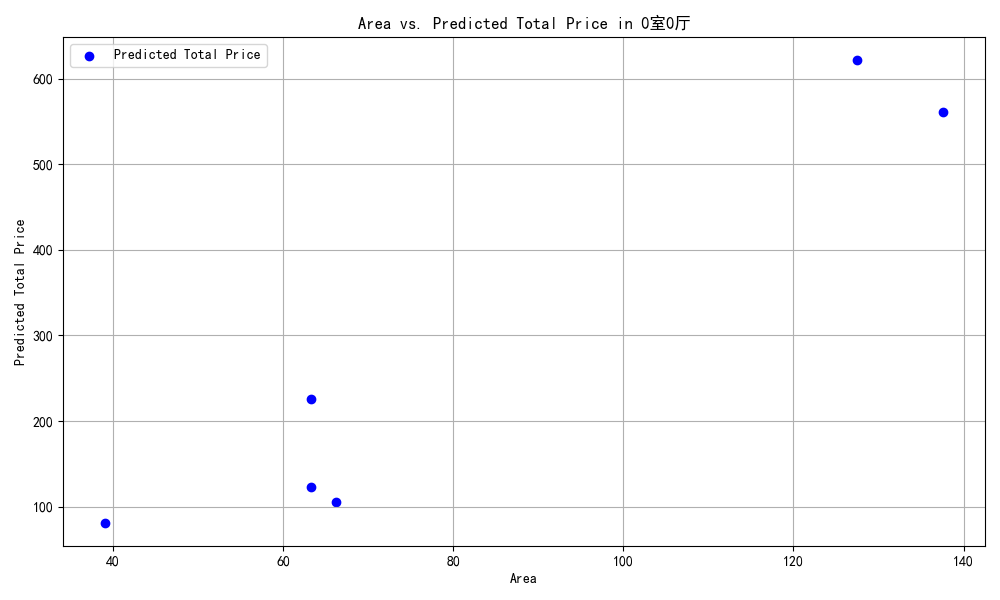 Area vs. Predicted Total Price in 0室0厅
Predicted Total Price
Predicted Total Price
600
500
400
300
200
100
40 60 80 100 120 140
Area